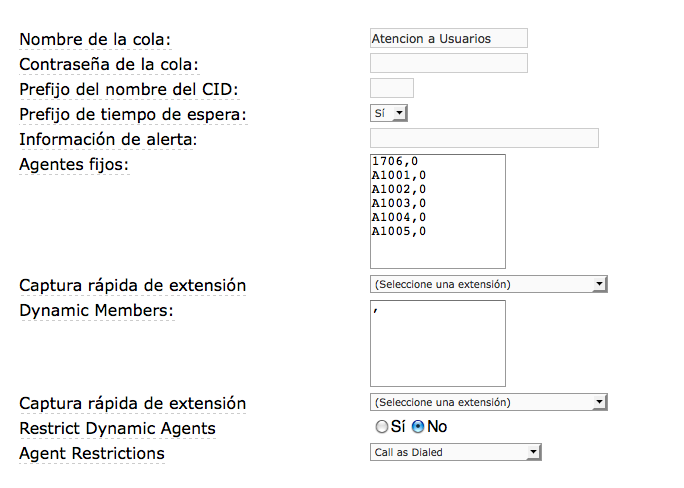 Nombre de la cola: Atencion a Usuarios
Contraseña de la cola:
Prefijo del nombre del CID:
Prefijo de tiempo de espera: Sí
Información de alerta:
Agentes fijos: 1706,0
A1001,0
A1002,0
A1003,0
A1004,0
A1005,0
Captura rápida de extensión (Seleccione una extensión)
Dynamic Members: ,
Captura rápida de extensión (Seleccione una extensión)
Restrict Dynamic Agents Sí No
Agent Restrictions Call as Dialed